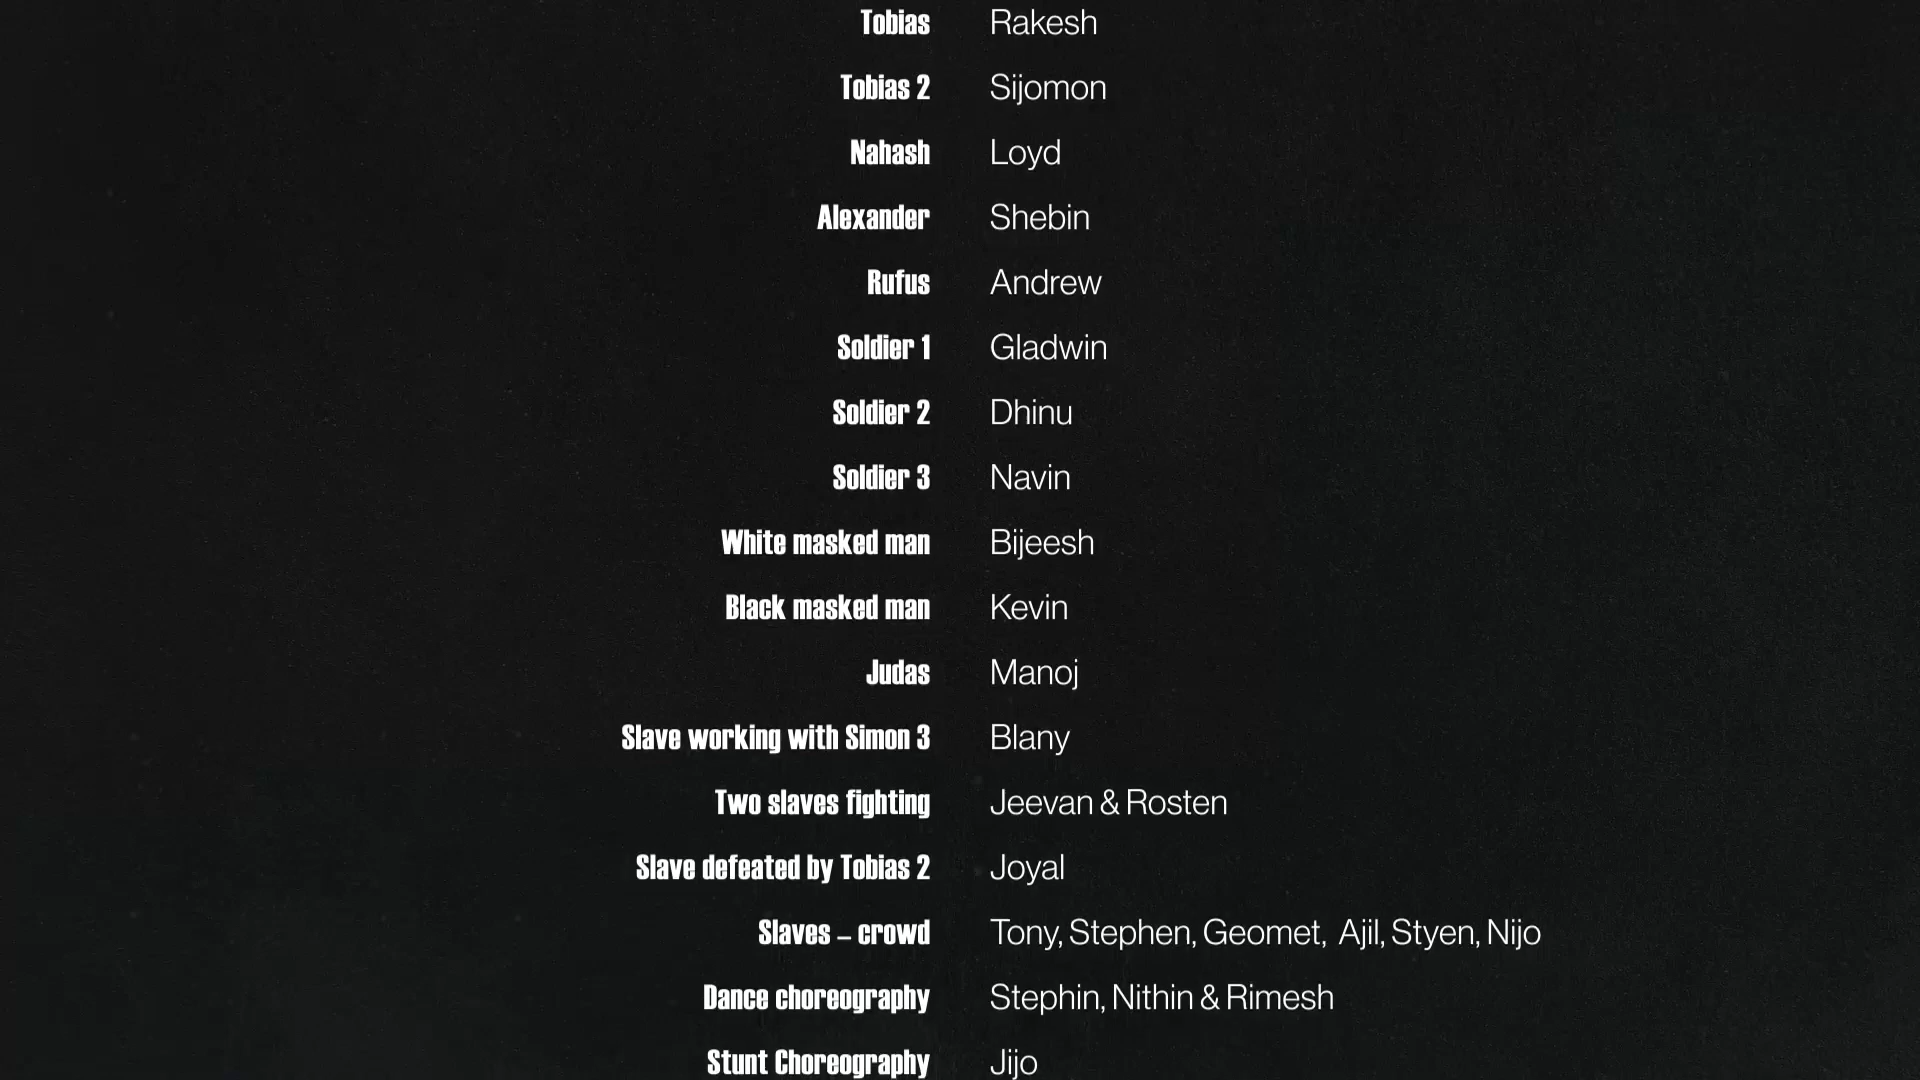 Tobias Rakesh
Tobias 2 Sijomon
Nahash Loyd
Alexander Shebin
Rufus Andrew
Soldier 1 Gladwin
Soldier 2 Dhinu
Soldier 3 Navin
White masked man Bijeesh
Black masked man Kevin
Judas Manoj
Slave working with Simon 3 Blany
Two slaves fighting Jeevan & Rosten
Slave defeated by Tobias 2 Joyal
Slaves – crowd Tony, Stephen, Geomet, Ajil, Styen, Nijo
Dance choreography Stephin, Nithin & Rimesh
Stunt Choreography Jijo